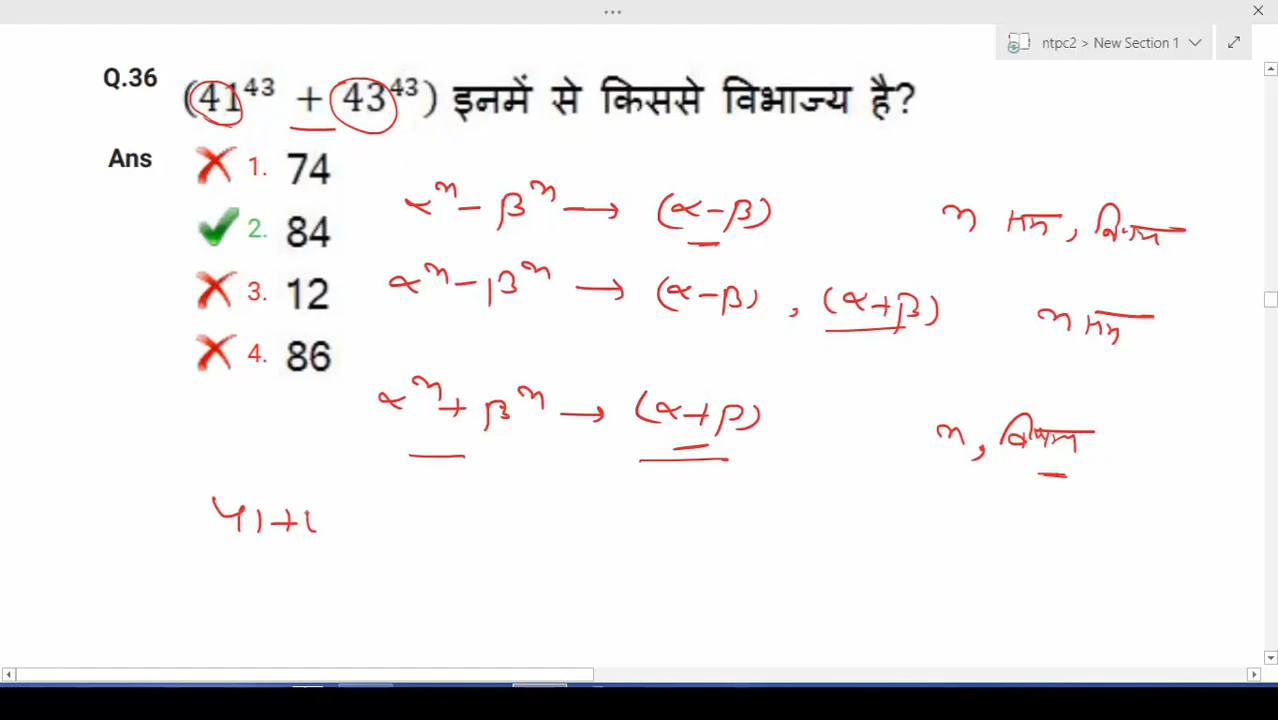 ntpc2 > New Section 1
Q.36 (41⁴³ + 43⁴³) इनमें से किससे विभाज्य है?
Ans
1. 74
2. 84
3. 12
4. 86
αⁿ - βⁿ → (α - β) n सम, विषम
αⁿ - βⁿ → (α - β), (α + β) n सम
αⁿ + βⁿ → (α + β) n, विषम
41+